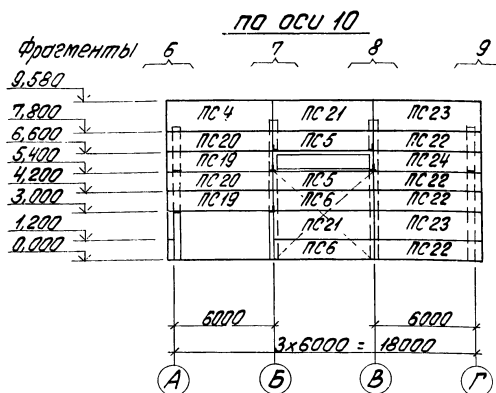 по оси 10
Фрагменты 6 7 8 9
9,580
7,800
6,600
5,400
4,200
3,000
1,200
0,000
ПС4 ПС21 ПС23
ПС20 ПС5 ПС22
ПС19 ПС24
ПС20 ПС5 ПС22
ПС19 ПС6 ПС22
ПС21 ПС23
ПС6 ПС22
6000 6000
3х6000 = 18000
А Б В Г